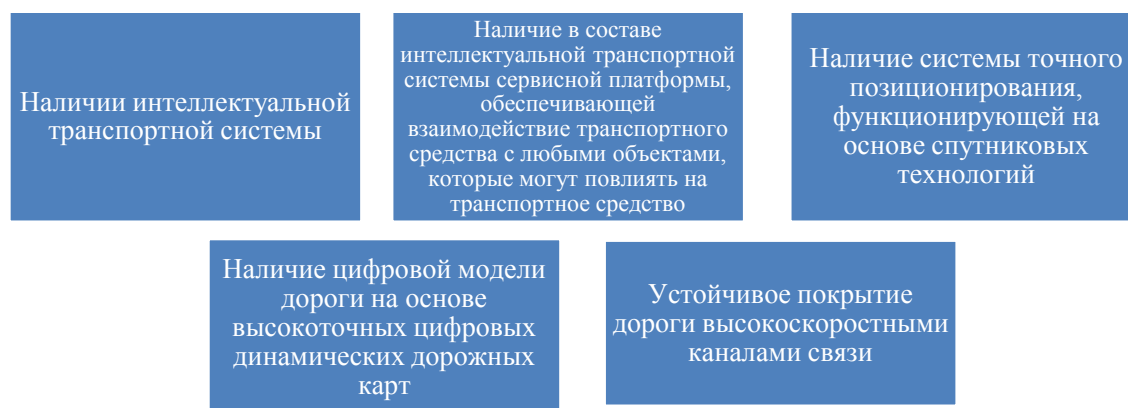 Наличии интеллектуальной
транспортной системы
Наличие в составе
интеллектуальной транспортной
системы сервисной платформы,
обеспечивающей
взаимодействие транспортного
средства с любыми объектами,
которые могут повлиять на
транспортное средство
Наличие системы точного
позиционирования,
функционирующей на
основе спутниковых
технологий
Наличие цифровой модели
дороги на основе
высокоточных цифровых
динамических дорожных
карт
Устойчивое покрытие
дороги высокоскоростными
каналами связи